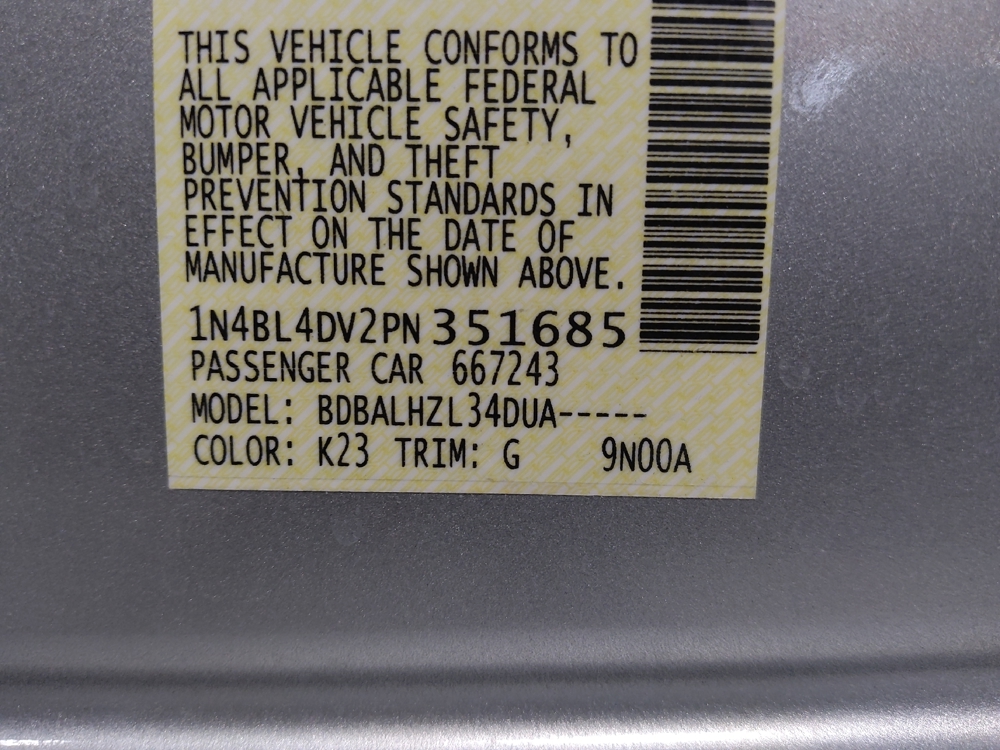 THIS VEHICLE CONFORMS TO
ALL APPLICABLE FEDERAL
MOTOR VEHICLE SAFETY,
BUMPER, AND THEFT
PREVENTION STANDARDS IN
EFFECT ON THE DATE OF
MANUFACTURE SHOWN ABOVE.
1N4BL4DV2PN351685
PASSENGER CAR 667243
MODEL: BDBALHZL34DUA-----
COLOR: K23 TRIM: G 9N00A